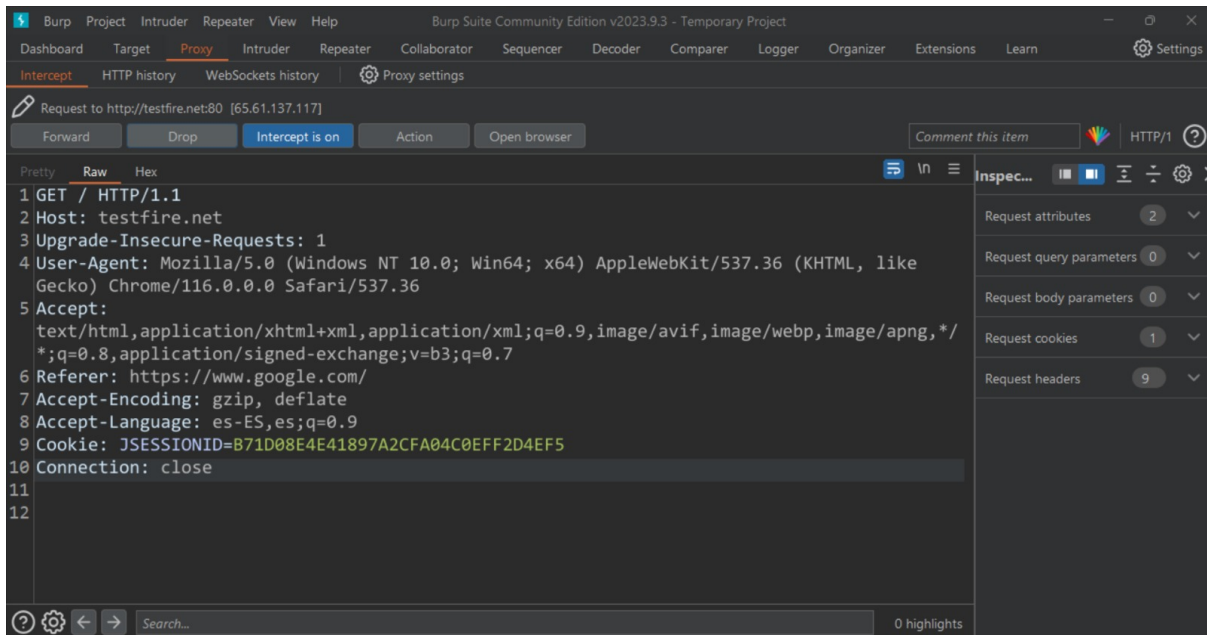 Burp Project Intruder Repeater View Help Burp Suite Community Edition v2023.9.3 - Temporary Project
Dashboard Target Proxy Intruder Repeater Collaborator Sequencer Decoder Comparer Logger Organizer Extensions Learn Settings
Intercept HTTP history WebSockets history Proxy settings
Request to http://testfire.net:80 [65.61.137.117]
Forward Drop Intercept is on Action Open browser Comment this item HTTP/1
Pretty Raw Hex \n Inspec...
1 GET / HTTP/1.1
2 Host: testfire.net
3 Upgrade-Insecure-Requests: 1
4 User-Agent: Mozilla/5.0 (Windows NT 10.0; Win64; x64) AppleWebKit/537.36 (KHTML, like
Gecko) Chrome/116.0.0.0 Safari/537.36
5 Accept:
text/html,application/xhtml+xml,application/xml;q=0.9,image/avif,image/webp,image/apng,*/
*;q=0.8,application/signed-exchange;v=b3;q=0.7
6 Referer: https://www.google.com/
7 Accept-Encoding: gzip, deflate
8 Accept-Language: es-ES,es;q=0.9
9 Cookie: JSESSIONID=B71D08E4E41897A2CFA04C0EFF2D4EF5
10 Connection: close
11
12
Request attributes 2
Request query parameters 0
Request body parameters 0
Request cookies 1
Request headers 9
Search... 0 highlights